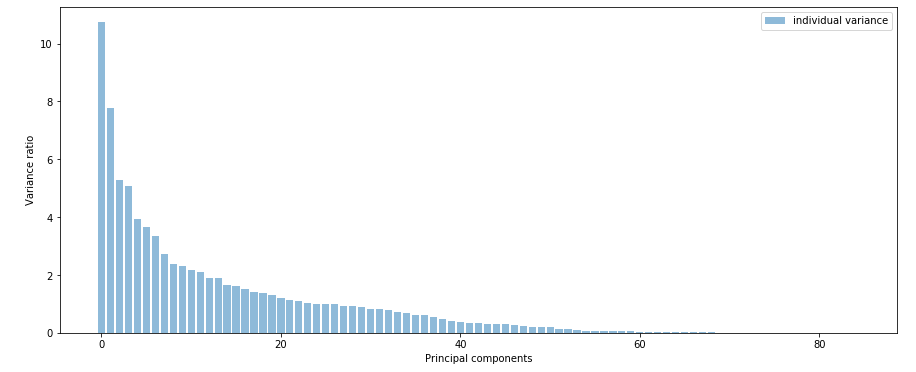 individual variance
10
8
6
4
2
0
Variance ratio
0 20 40 60 80
Principal components